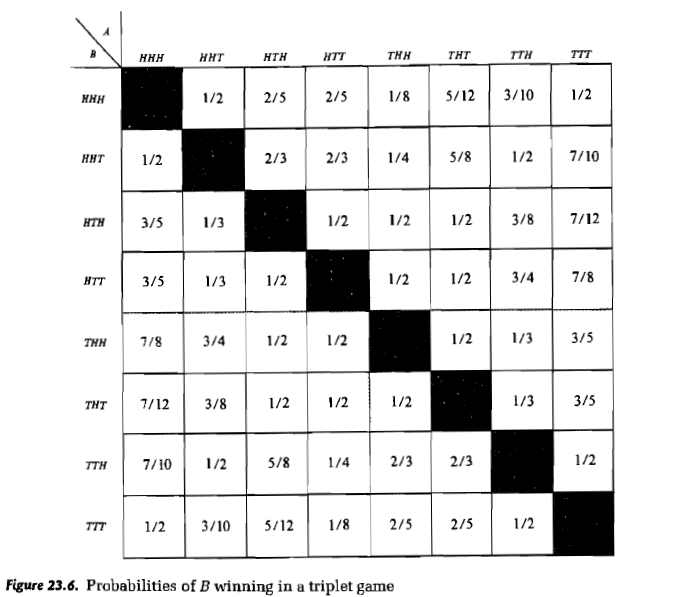 A
B HHH HHT HTH HTT THH THT TTH TTT
HHH 1/2 2/5 2/5 1/8 5/12 3/10 1/2
HHT 1/2 2/3 2/3 1/4 5/8 1/2 7/10
HTH 3/5 1/3 1/2 1/2 1/2 3/8 7/12
HTT 3/5 1/3 1/2 1/2 1/2 3/4 7/8
THH 7/8 3/4 1/2 1/2 1/2 1/3 3/5
THT 7/12 3/8 1/2 1/2 1/2 1/3 3/5
TTH 7/10 1/2 5/8 1/4 2/3 2/3 1/2
TTT 1/2 3/10 5/12 1/8 2/5 2/5 1/2
Figure 23.6. Probabilities of B winning in a triplet game